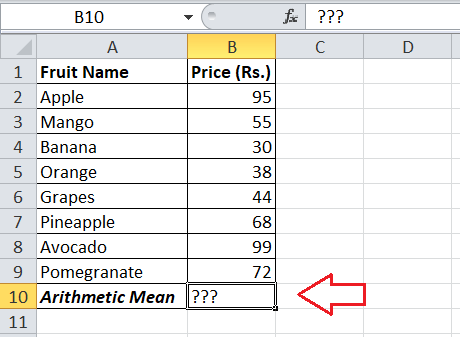 B10 fx ???
A B C D
1 Fruit Name Price (Rs.)
2 Apple 95
3 Mango 55
4 Banana 30
5 Orange 38
6 Grapes 44
7 Pineapple 68
8 Avocado 99
9 Pomegranate 72
10 Arithmetic Mean ???
11